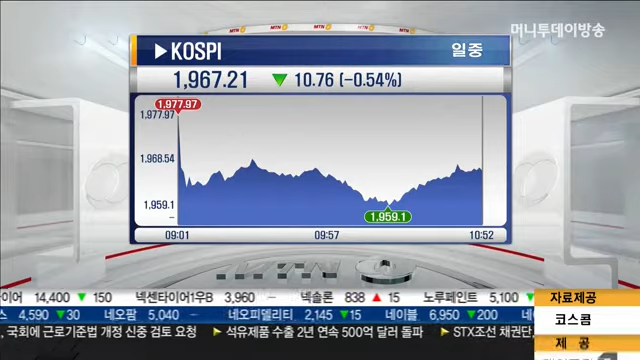 MTN
머니투데이방송
▶KOSPI 일중
1,967.21 ▼ 10.76 (-0.54%)
1,977.97
1,977.97
1,968.54
1,959.1
1,959.1
09:01 09:57 10:52
이어 14,400 ▼ 150 넥센타이어1우B 3,960 넥솔론 838 ▲ 15 노루페인트 5,100
스 4,590 ▼30 네오팜 5,040 네오피델리티 2,145 ▼15 네이블 6,950 ▼200
, 국회에 근로기준법 개정 신중 검토 요청 ▶석유제품 수출 2년 연속 500억 달러 돌파 ▶STX조선 채권단
자료제공
코스콤
제 공